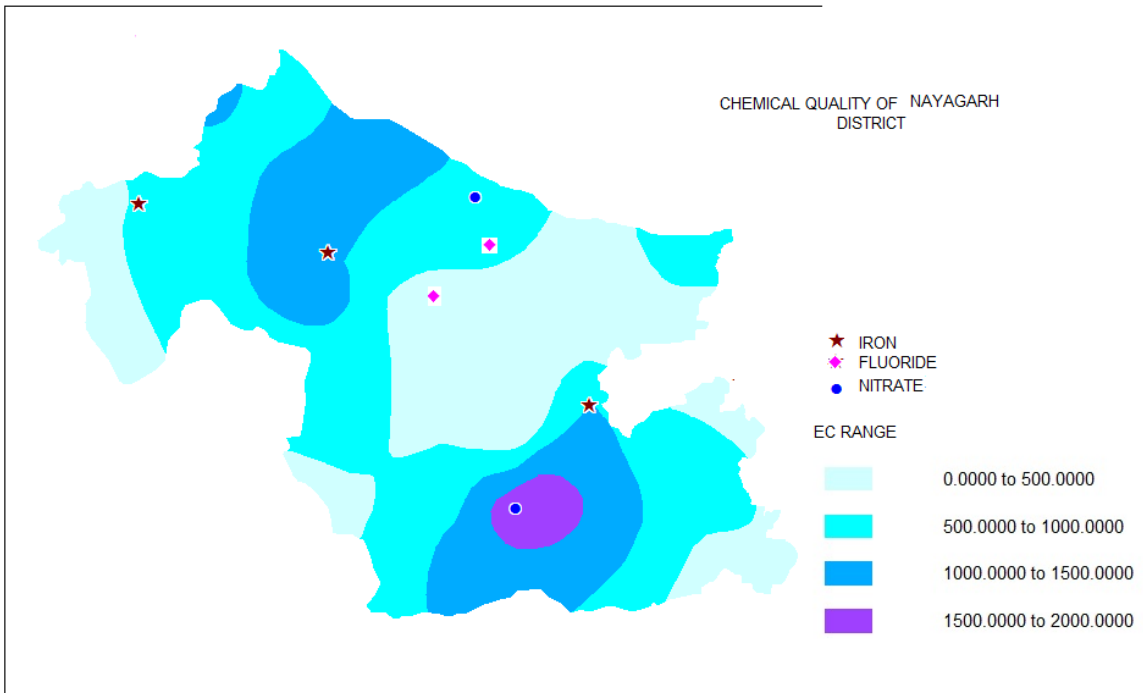 CHEMICAL QUALITY OF NAYAGARH
DISTRICT
IRON
FLUORIDE
NITRATE
EC RANGE
0.0000 to 500.0000
500.0000 to 1000.0000
1000.0000 to 1500.0000
1500.0000 to 2000.0000